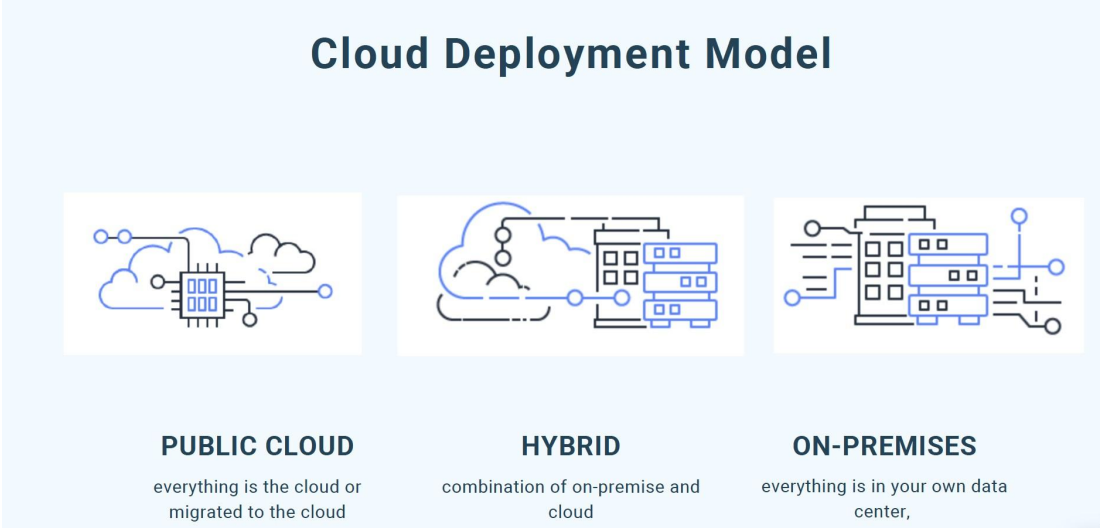 Cloud Deployment Model
PUBLIC CLOUD
everything is the cloud or
migrated to the cloud
HYBRID
combination of on-premise and
cloud
ON-PREMISES
everything is in your own data
center,